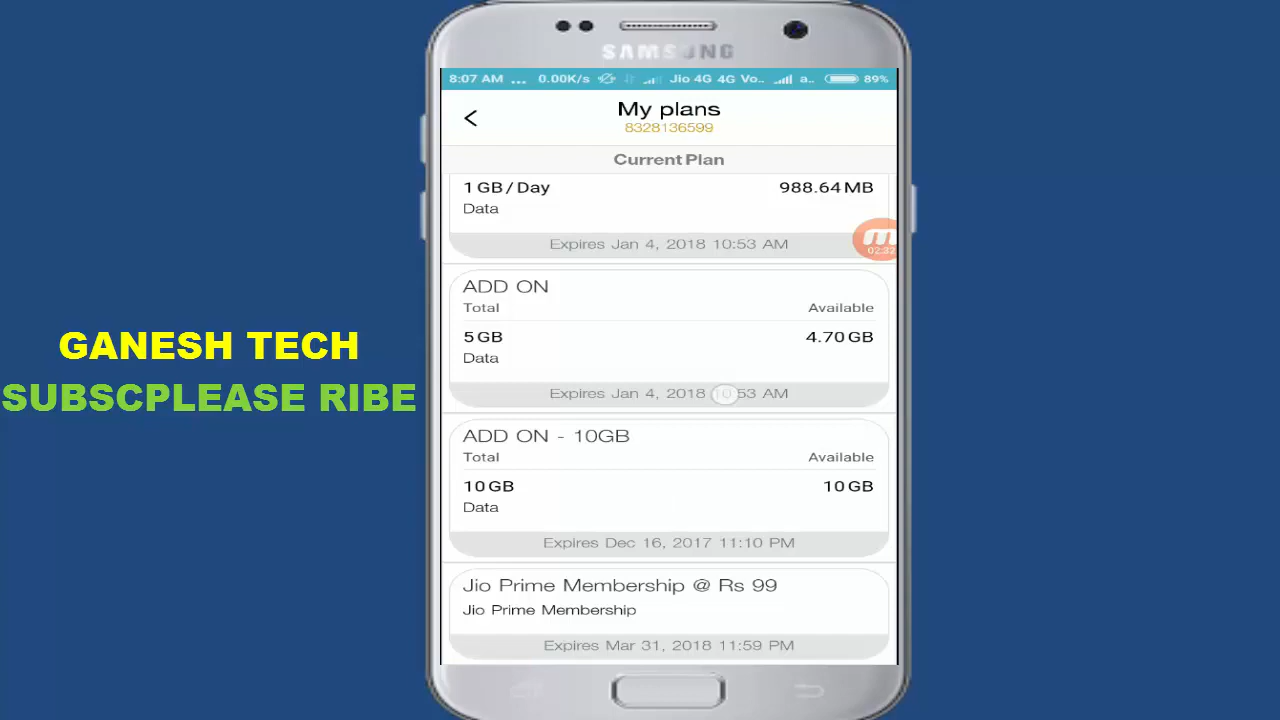 SAMSUNG
8:07 AM ... 0.00K/s Jio 4G 4G Vo.. a.. 89%
My plans
8328136599
Current Plan
1 GB / Day 988.64 MB
Data
Expires Jan 4, 2018 10:53 AM
02:32
ADD ON
Total Available
5 GB 4.70 GB
Data
Expires Jan 4, 2018 10:53 AM
ADD ON - 10GB
Total Available
10 GB 10 GB
Data
Expires Dec 16, 2017 11:10 PM
Jio Prime Membership @ Rs 99
Jio Prime Membership
Expires Mar 31, 2018 11:59 PM
GANESH TECH
SUBSCPLEASE RIBE